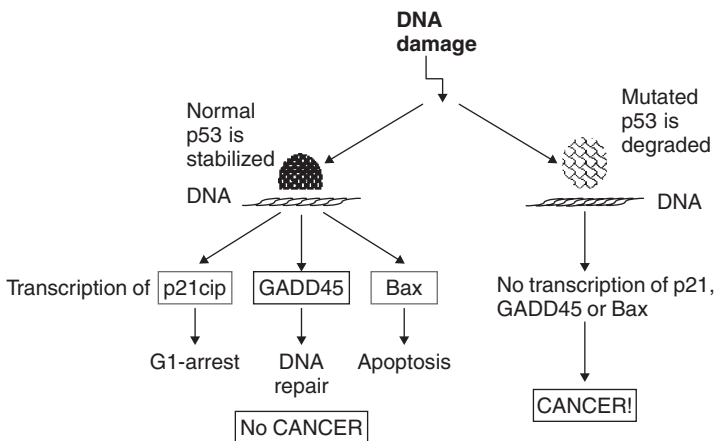 DNA
damage
Normal
p53 is
stabilized
DNA
Mutated
p53 is
degraded
DNA
Transcription of p21cip GADD45 Bax
G1-arrest
DNA
repair
Apoptosis
No CANCER
No transcription of p21,
GADD45 or Bax
CANCER!